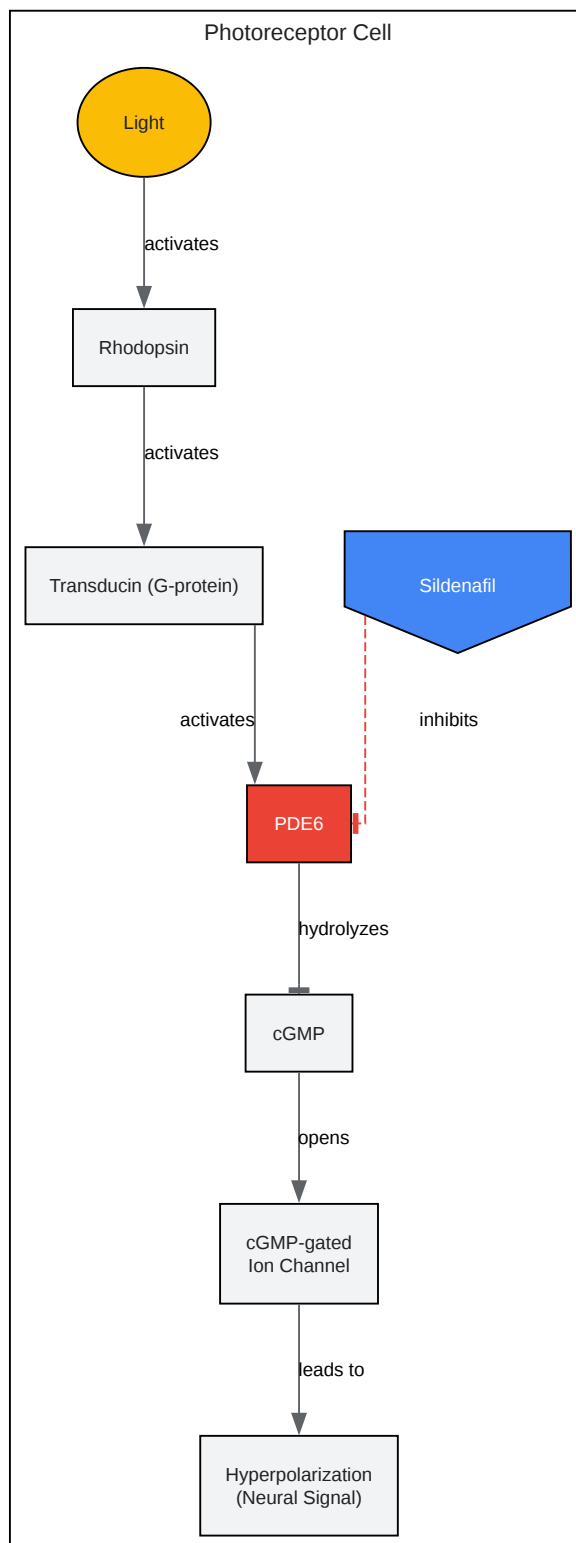 Photoreceptor Cell
Light
activates
Rhodopsin
activates
Transducin (G-protein)
Sildenafil
activates
inhibits
PDE6
hydrolyzes
cGMP
opens
cGMP-gated
Ion Channel
leads to
Hyperpolarization
(Neural Signal)